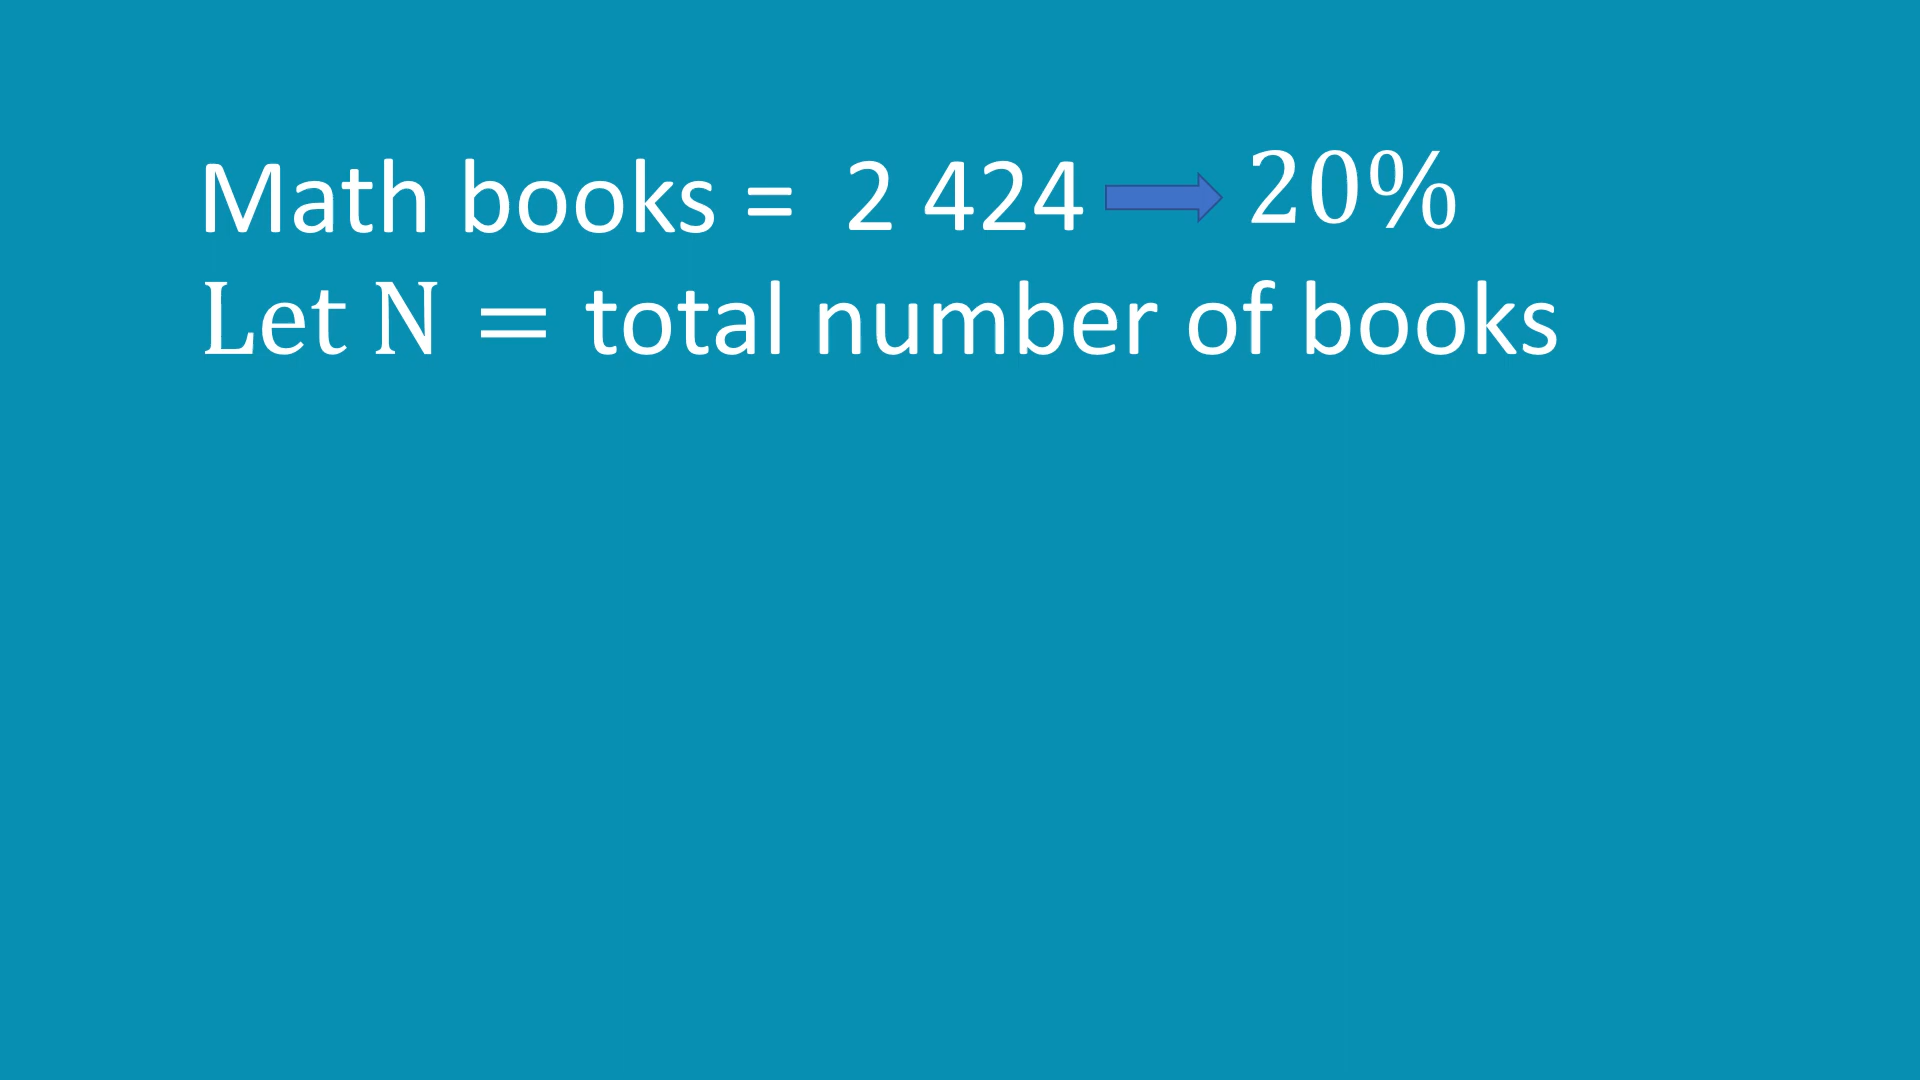 Math books = 2 424 20%
Let N = total number of books